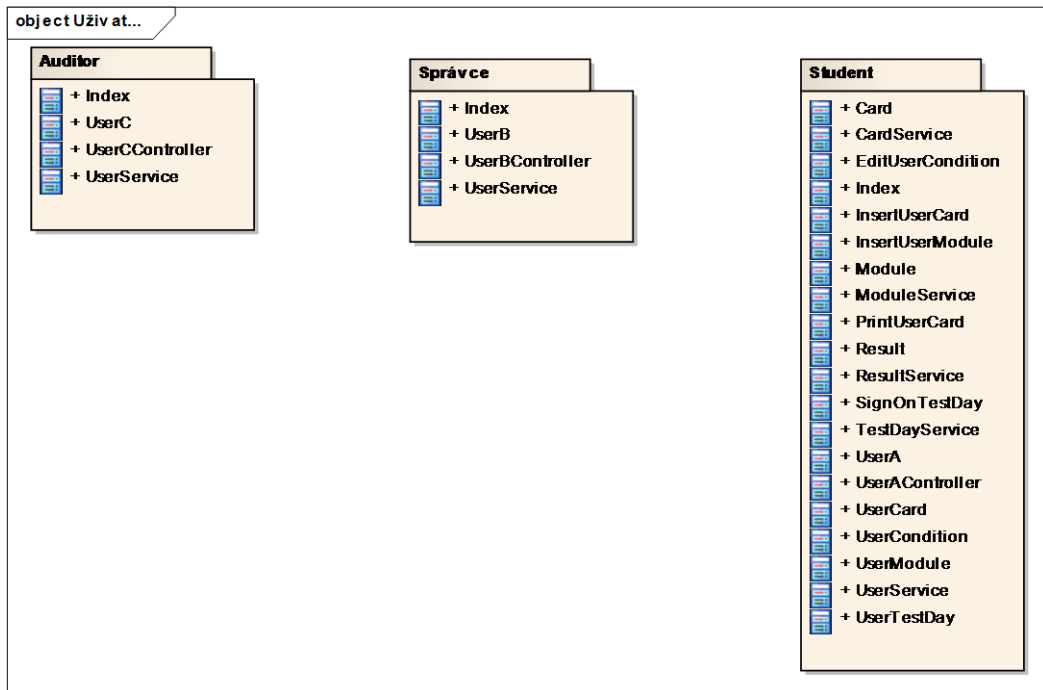 object Uživat...
Auditor
+ Index
+ UserC
+ UserCController
+ UserService
Správce
+ Index
+ UserB
+ UserBController
+ UserService
Student
+ Card
+ CardService
+ EditUserCondition
+ Index
+ InsertUserCard
+ InsertUserModule
+ Module
+ ModuleService
+ PrintUserCard
+ Result
+ ResultService
+ SignOnTestDay
+ TestDayService
+ UserA
+ UserAController
+ UserCard
+ UserCondition
+ UserModule
+ UserService
+ UserTestDay